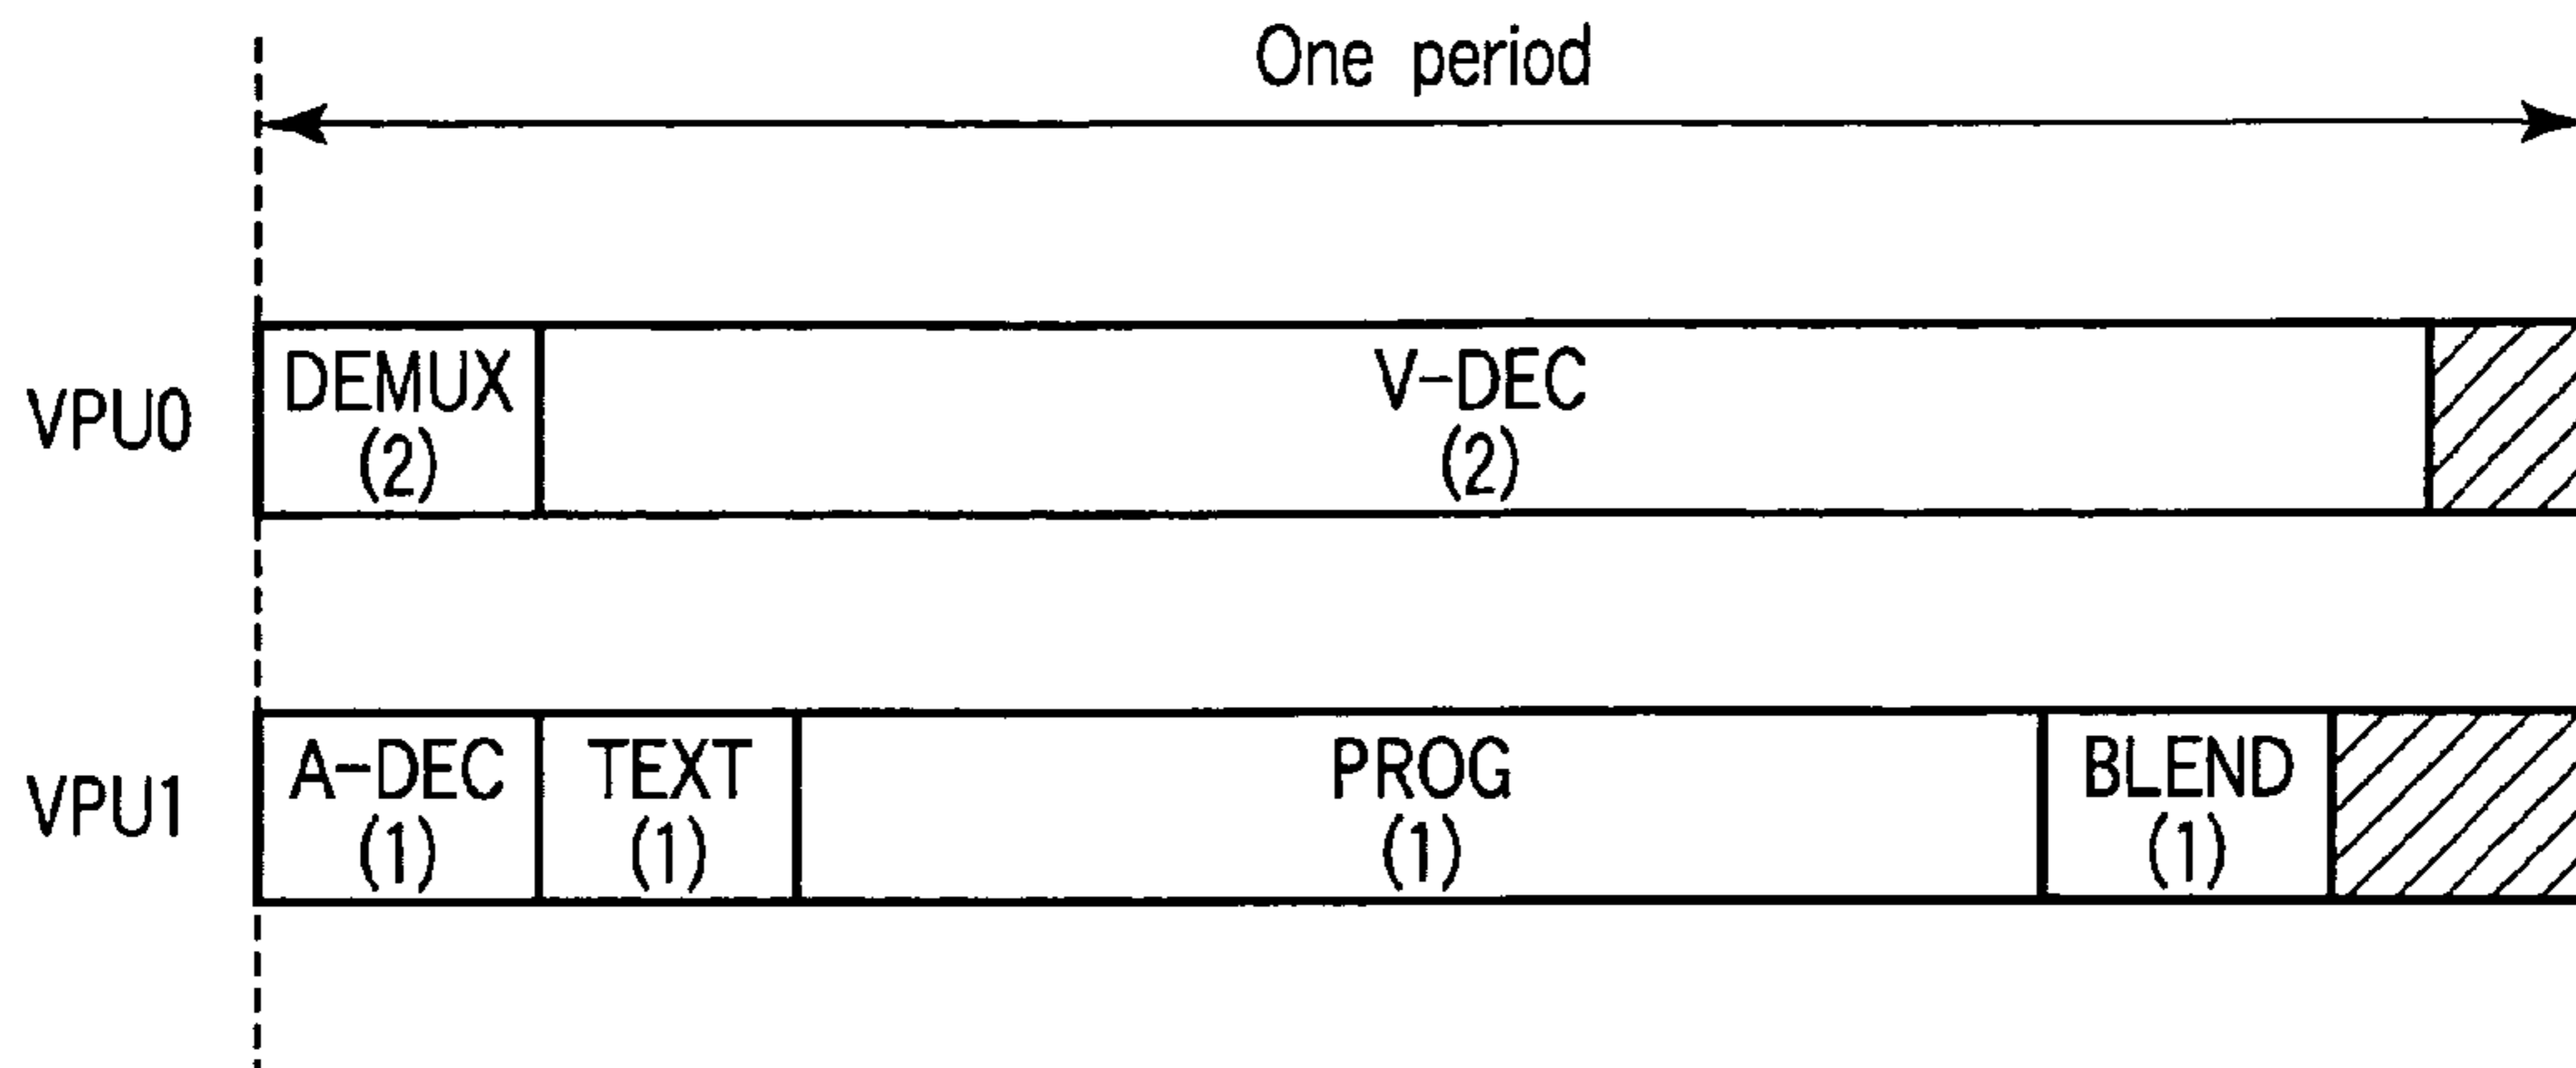 One period
VPU0
DEMUX
(2)
V-DEC
(2)
VPU1
A-DEC
(1)
TEXT
(1)
PROG
(1)
BLEND
(1)